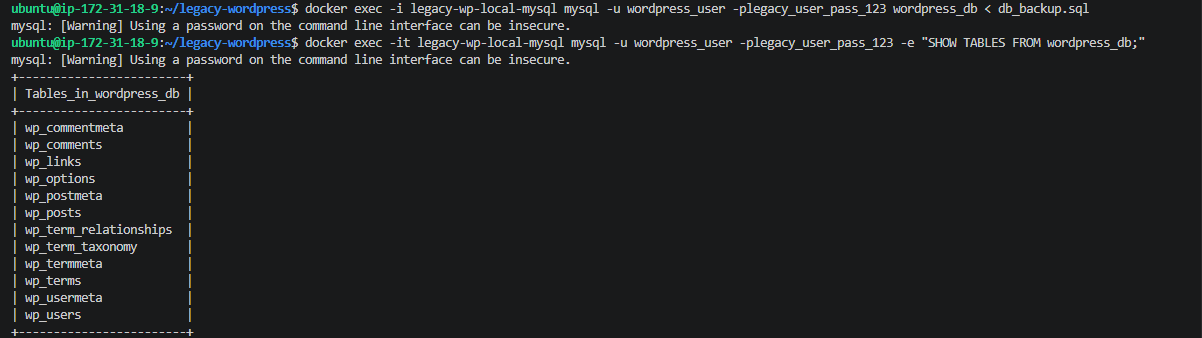 ubuntu@ip-172-31-18-9:~/legacy-wordpress$ docker exec -i legacy-wp-local-mysql mysql -u wordpress_user -plegacy_user_pass_123 wordpress_db < db_backup.sql
mysql: [Warning] Using a password on the command line interface can be insecure.
ubuntu@ip-172-31-18-9:~/legacy-wordpress$ docker exec -it legacy-wp-local-mysql mysql -u wordpress_user -plegacy_user_pass_123 -e "SHOW TABLES FROM wordpress_db;"
mysql: [Warning] Using a password on the command line interface can be insecure.
+------------------------+
| Tables_in_wordpress_db |
+------------------------+
| wp_commentmeta         |
| wp_comments            |
| wp_links               |
| wp_options             |
| wp_postmeta            |
| wp_posts               |
| wp_term_relationships  |
| wp_term_taxonomy       |
| wp_termmeta            |
| wp_terms               |
| wp_usermeta            |
| wp_users               |
+------------------------+